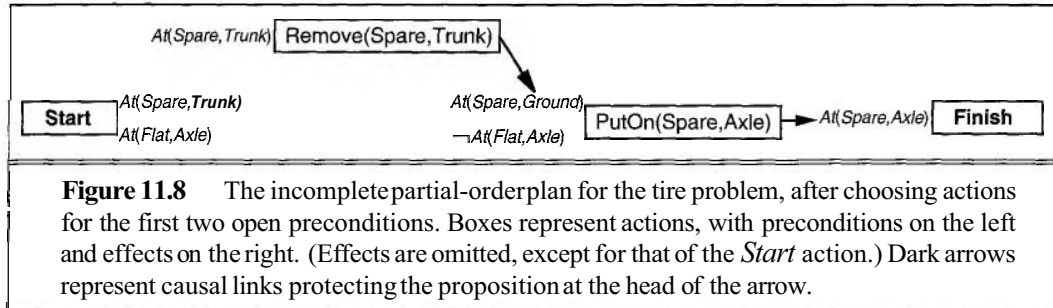 At(Spare,Trunk) Remove(Spare,Trunk)
Start At(Spare,Trunk) At(Spare,Ground)
At(Flat,Axle) ¬At(Flat,Axle) PutOn(Spare,Axle) At(Spare,Axle) Finish
Figure 11.8 The incompletepartial-orderplan for the tire problem, after choosing actions
for the first two open preconditions. Boxes represent actions, with preconditions on the left
and effects on the right. (Effects are omitted, except for that of the Start action.) Dark arrows
represent causal links protecting the proposition at the head of the arrow.